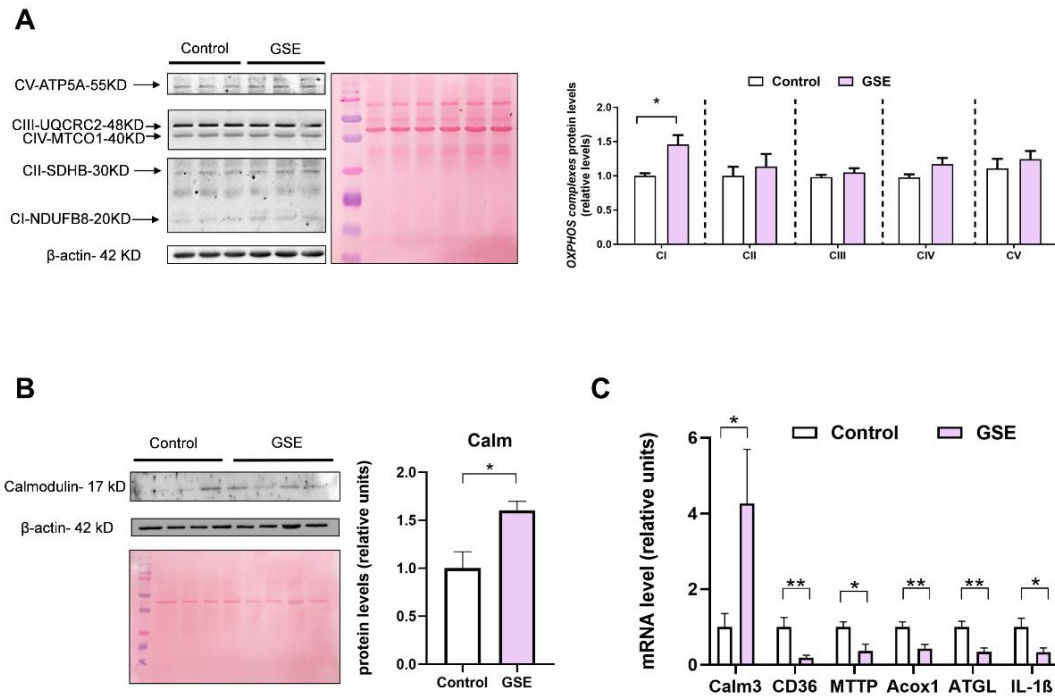 A
Control GSE
CV-ATP5A-55KD
CIII-UQCRC2-48KD
CIV-MTCO1-40KD
CII-SDHB-30KD
CI-NDUFB8-20KD
β-actin- 42 KD
Control GSE
OXPHOS complexes protein levels
(relative levels)
2.0
1.5
1.0
0.5
0.0
*
CI CII CIII CIV CV
B
Control GSE
Calmodulin- 17 kD
β-actin- 42 kD
Calm
protein levels (relative units)
2.0
1.5
1.0
0.5
0.0
*
Control GSE
C
Control GSE
mRNA level (relative units)
6
4
2
0
* ** * ** ** *
Calm3 CD36 MTTP Acox1 ATGL IL-1ß